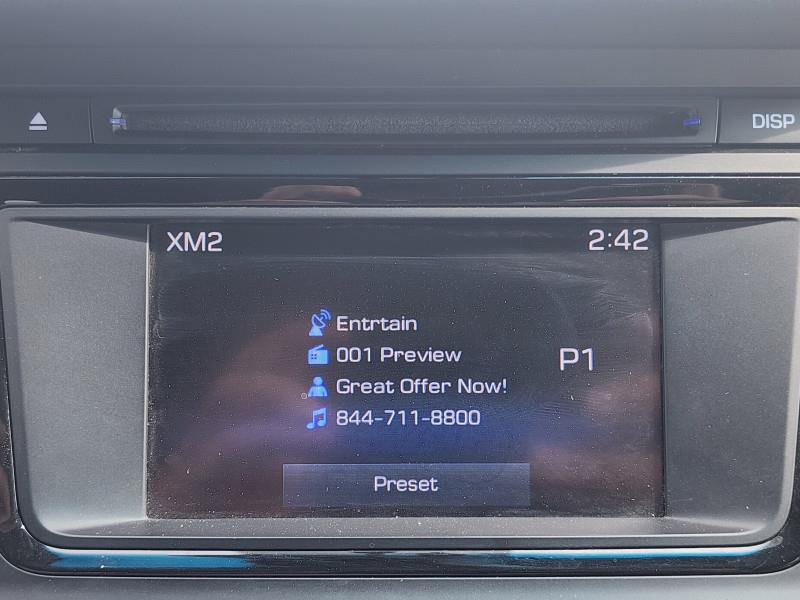 DISP
XM2 2:42
Entrtain
001 Preview P1
Great Offer Now!
844-711-8800
Preset